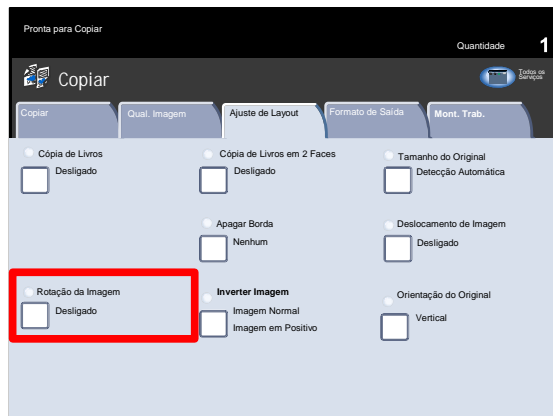 Pronta para Copiar
Quantidade 1
Copiar
Todos os
Serviços
Copiar
Qual. Imagem
Ajuste de Layout
Formato de Saída
Mont. Trab.
Cópia de Livros
Desligado
Cópia de Livros em 2 Faces
Desligado
Tamanho do Original
Detecção Automática
Apagar Borda
Nenhum
Deslocamento de Imagem
Desligado
Rotação da Imagem
Desligado
Inverter Imagem
Imagem Normal
Imagem em Positivo
Orientação do Original
Vertical